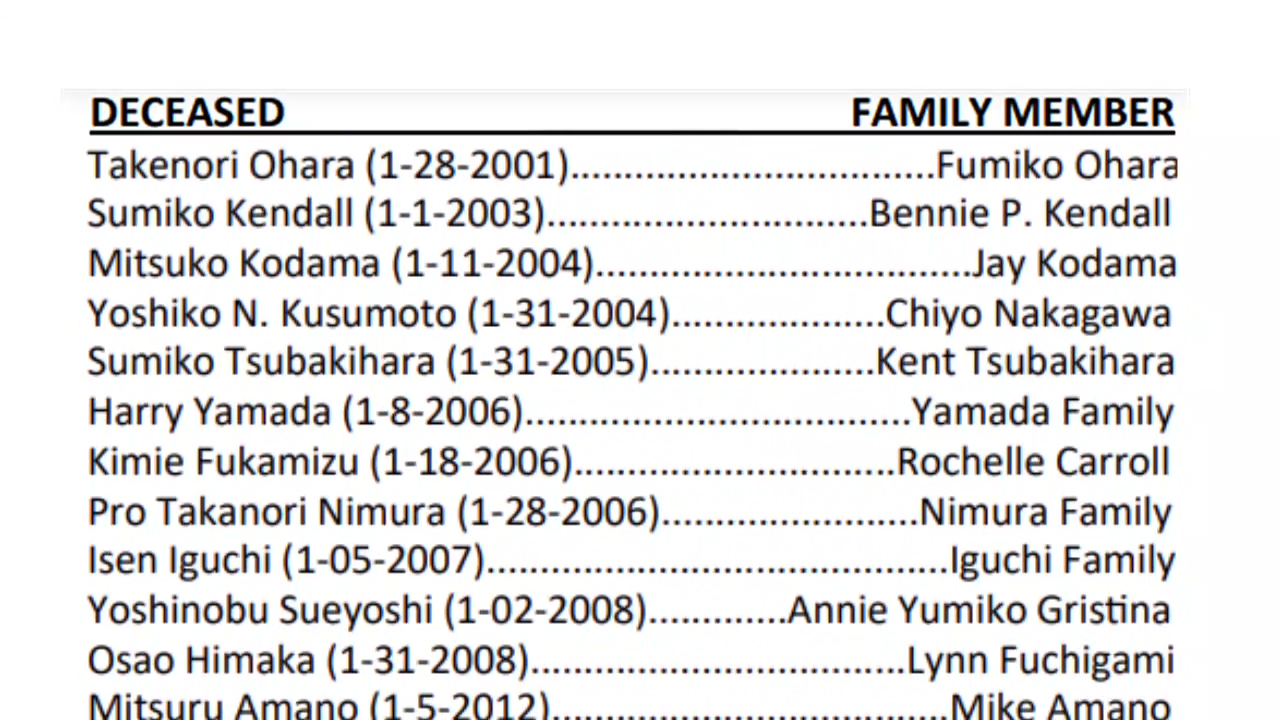 DECEASED FAMILY MEMBER
Takenori Ohara (1-28-2001)...................................Fumiko Ohara
Sumiko Kendall (1-1-2003)...............................Bennie P. Kendall
Mitsuko Kodama (1-11-2004)....................................Jay Kodama
Yoshiko N. Kusumoto (1-31-2004)....................Chiyo Nakagawa
Sumiko Tsubakihara (1-31-2005).....................Kent Tsubakihara
Harry Yamada (1-8-2006).....................................Yamada Family
Kimie Fukamizu (1-18-2006)...............................Rochelle Carroll
Pro Takanori Nimura (1-28-2006)........................Nimura Family
Isen Iguchi (1-05-2007)............................................Iguchi Family
Yoshinobu Sueyoshi (1-02-2008).............Annie Yumiko Gristina
Osao Himaka (1-31-2008)....................................Lynn Fuchigami
Mitsuru Amano (1-5-2012)......................................Mike Amano